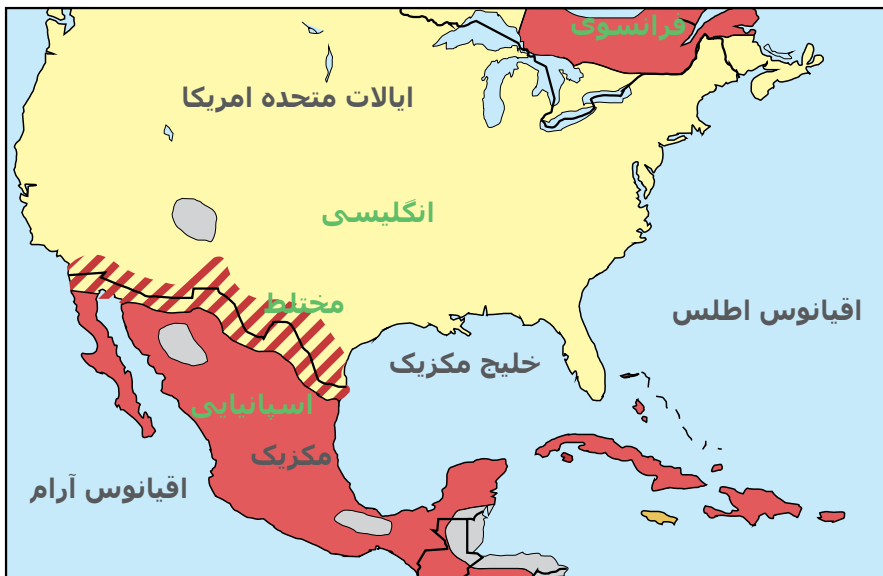 فرانسوی
ایالات متحده امریکا
انگلیسی
مختلط
اقیانوس اطلس
خلیج مکزیک
اسپانیایی
مکزیک
اقیانوس آرام